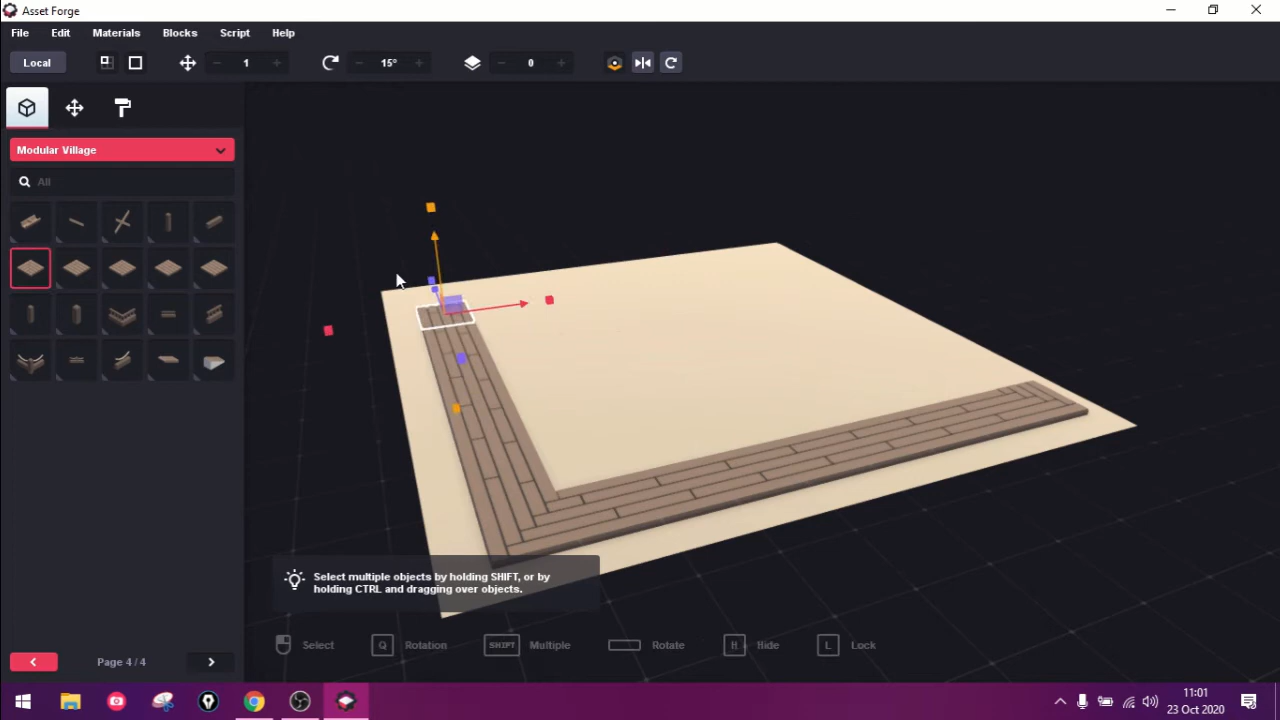 Asset Forge
File Edit Materials Blocks Script Help
Local 1 15° 0
Modular Village
All
Select multiple objects by holding SHIFT, or by
holding CTRL and dragging over objects.
Select Q Rotation SHIFT Multiple Rotate H Hide L Lock
Page 4 / 4
11:01
23 Oct 2020